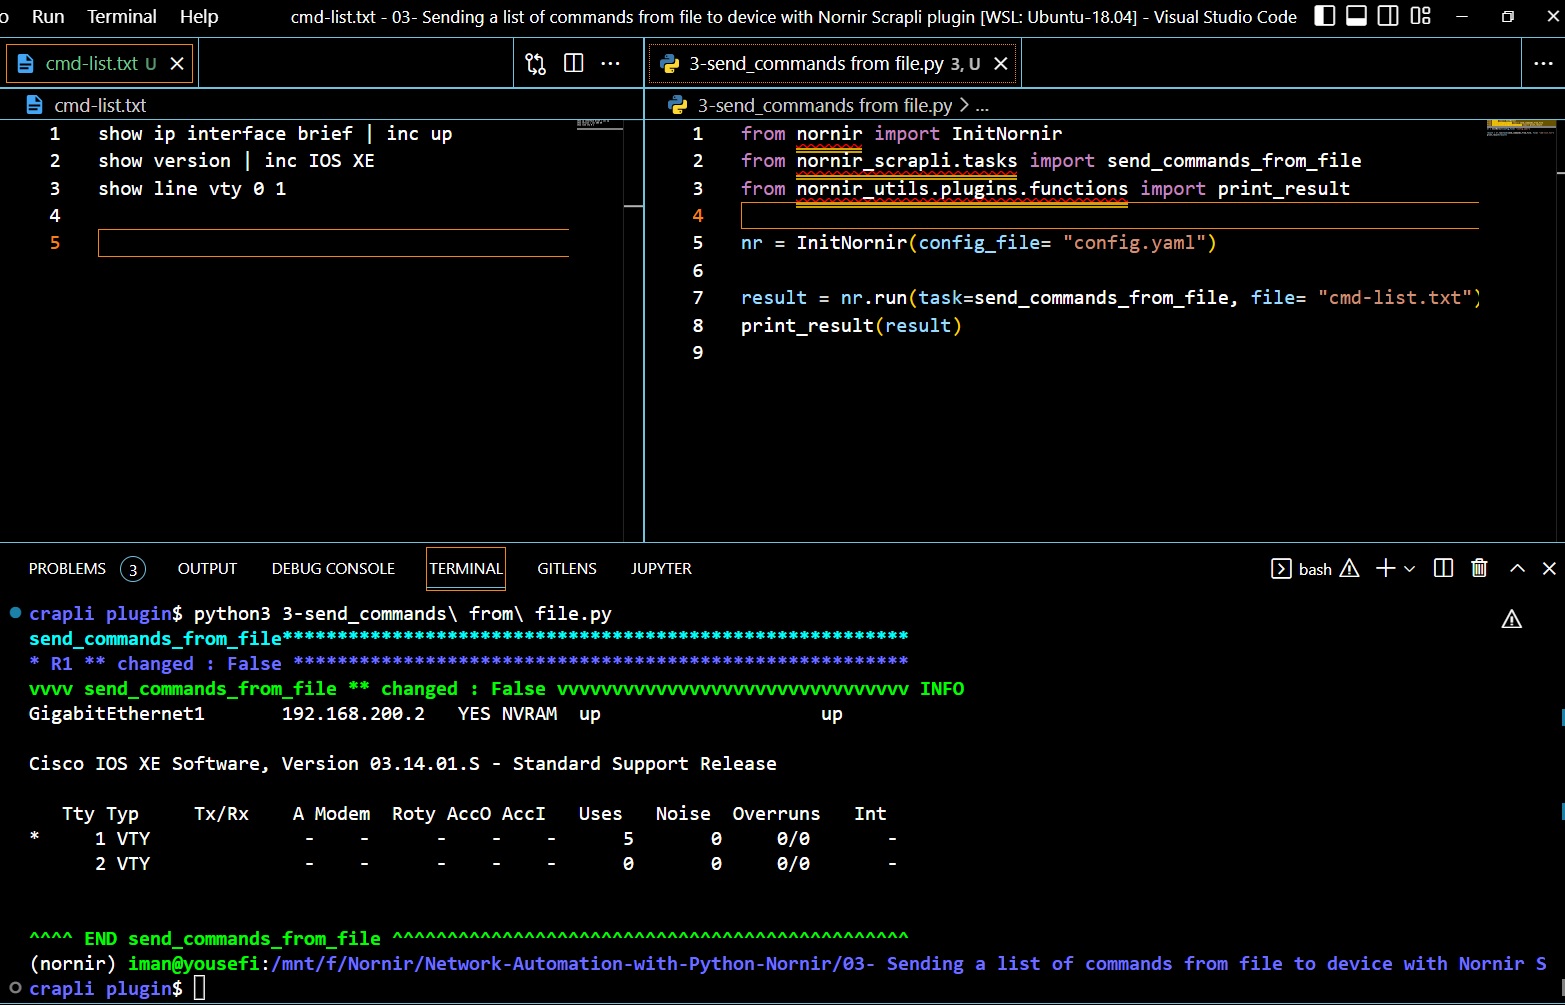 o Run Terminal Help cmd-list.txt - 03- Sending a list of commands from file to device with Nornir Scrapli plugin [WSL: Ubuntu-18.04] - Visual Studio Code
cmd-list.txt U
3-send_commands from file.py 3, U
cmd-list.txt
1 show ip interface brief | inc up
2 show version | inc IOS XE
3 show line vty 0 1
4
5
3-send_commands from file.py > ...
1 from nornir import InitNornir
2 from nornir_scrapli.tasks import send_commands_from_file
3 from nornir_utils.plugins.functions import print_result
4
5 nr = InitNornir(config_file= "config.yaml")
6
7 result = nr.run(task=send_commands_from_file, file= "cmd-list.txt")
8 print_result(result)
9
PROBLEMS 3 OUTPUT DEBUG CONSOLE TERMINAL GITLENS JUPYTER bash
crapli plugin$ python3 3-send_commands\ from\ file.py
send_commands_from_file*********************************************************
* R1 ** changed : False ********************************************************
vvvv send_commands_from_file ** changed : False vvvvvvvvvvvvvvvvvvvvvvvvvvvvvvvv INFO
GigabitEthernet1       192.168.200.2   YES NVRAM  up                    up
Cisco IOS XE Software, Version 03.14.01.S - Standard Support Release
   Tty Typ     Tx/Rx    A Modem  Roty AccO AccI   Uses   Noise  Overruns   Int
*     1 VTY              -    -      -    -    -      5       0     0/0       -
      2 VTY              -    -      -    -    -      0       0     0/0       -
^^^^ END send_commands_from_file ^^^^^^^^^^^^^^^^^^^^^^^^^^^^^^^^^^^^^^^^^^^^^^^
(nornir) iman@yousefi:/mnt/f/Nornir/Network-Automation-with-Python-Nornir/03- Sending a list of commands from file to device with Nornir S
crapli plugin$